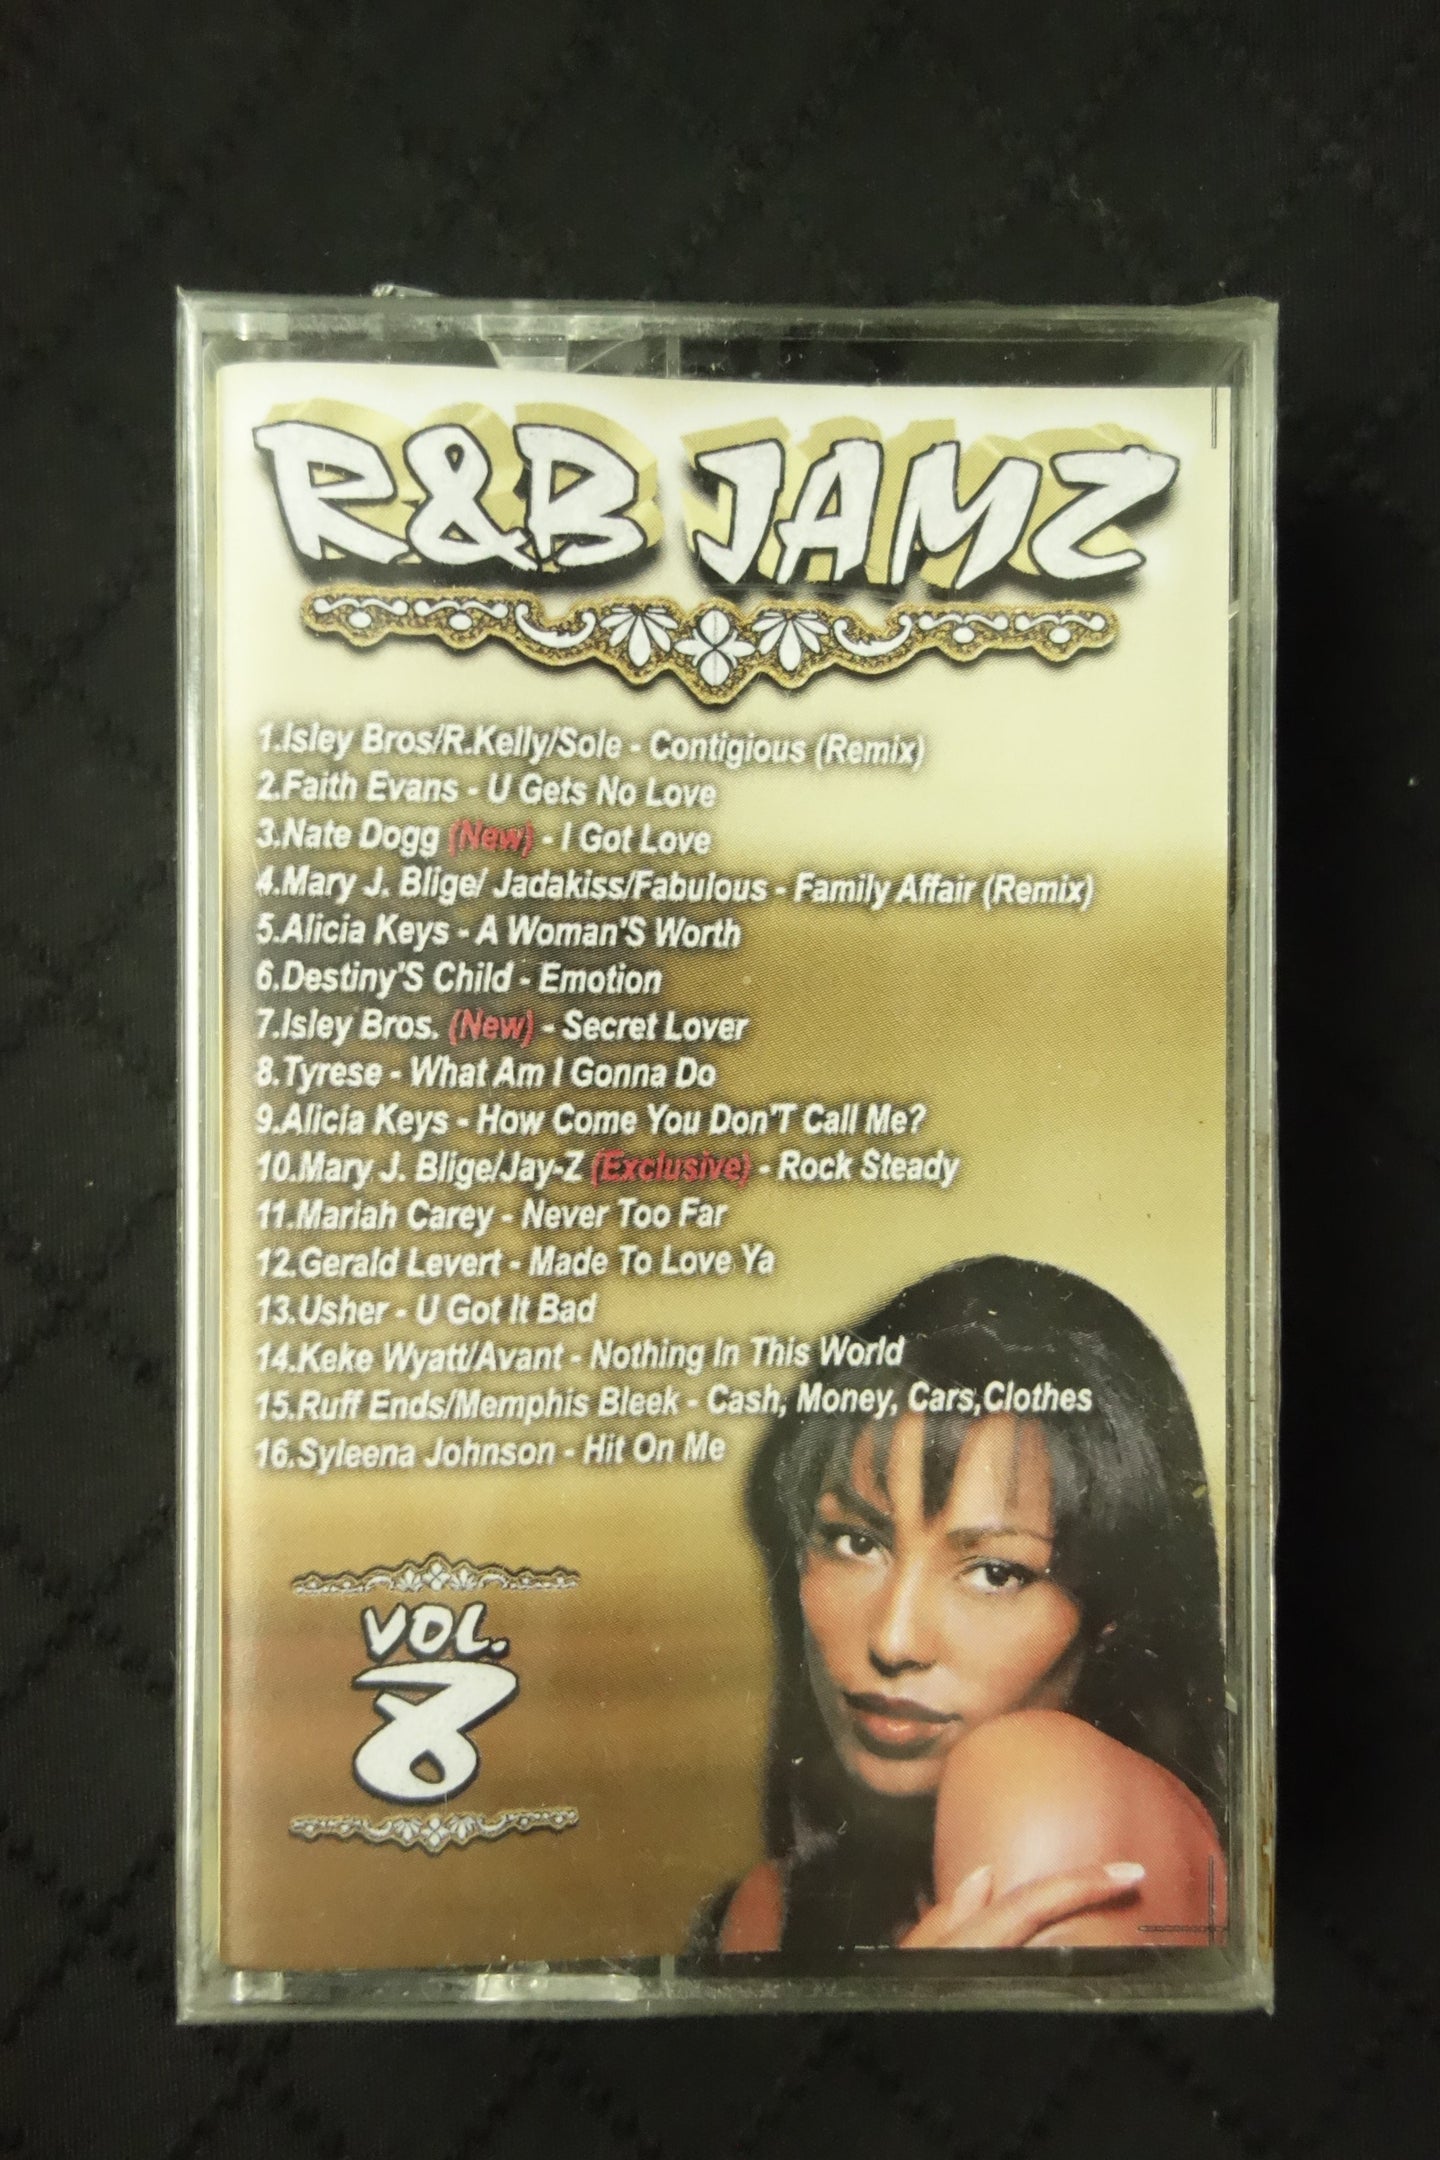 R&B JAMZ
1.Isley Bros/R.Kelly/Sole - Contigious (Remix)
2.Faith Evans - U Gets No Love
3.Nate Dogg (New) - I Got Love
4.Mary J. Blige/ Jadakiss/Fabulous - Family Affair (Remix)
5.Alicia Keys - A Woman'S Worth
6.Destiny'S Child - Emotion
7.Isley Bros. (New) - Secret Lover
8.Tyrese - What Am I Gonna Do
9.Alicia Keys - How Come You Don'T Call Me?
10.Mary J. Blige/Jay-Z (Exclusive) - Rock Steady
11.Mariah Carey - Never Too Far
12.Gerald Levert - Made To Love Ya
13.Usher - U Got It Bad
14.Keke Wyatt/Avant - Nothing In This World
15.Ruff Ends/Memphis Bleek - Cash, Money, Cars,Clothes
16.Syleena Johnson - Hit On Me
VOL.
8